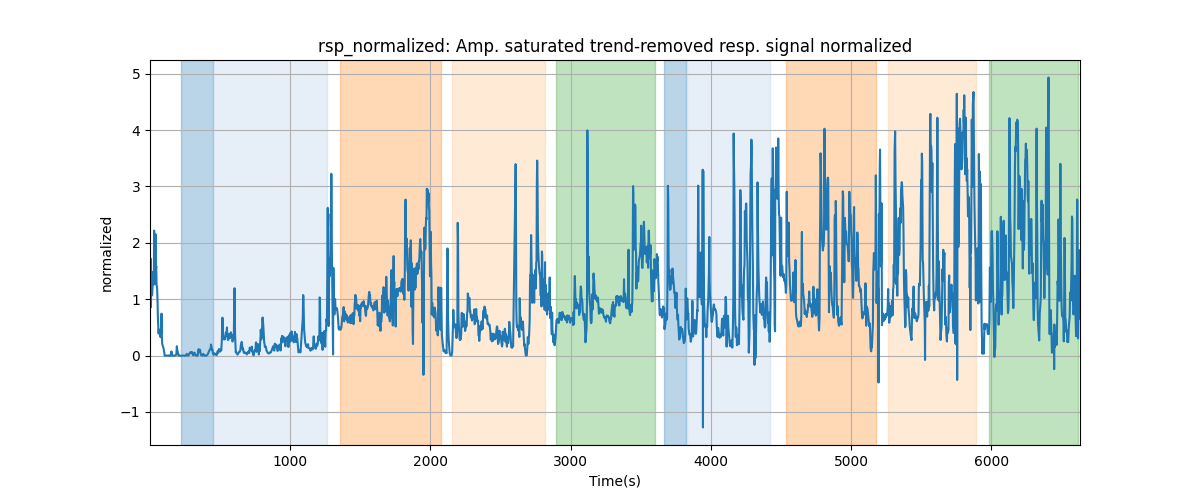 rsp_normalized: Amp. saturated trend-removed resp. signal normalized
5
4
3
2
1
0
−1
normalized
1000 2000 3000 4000 5000 6000
Time(s)